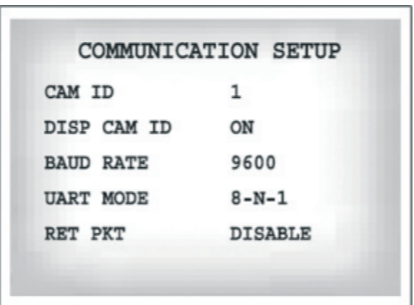 COMMUNICATION SETUP
CAM ID 1
DISP CAM ID ON
BAUD RATE 9600
UART MODE 8-N-1
RET PKT DISABLE